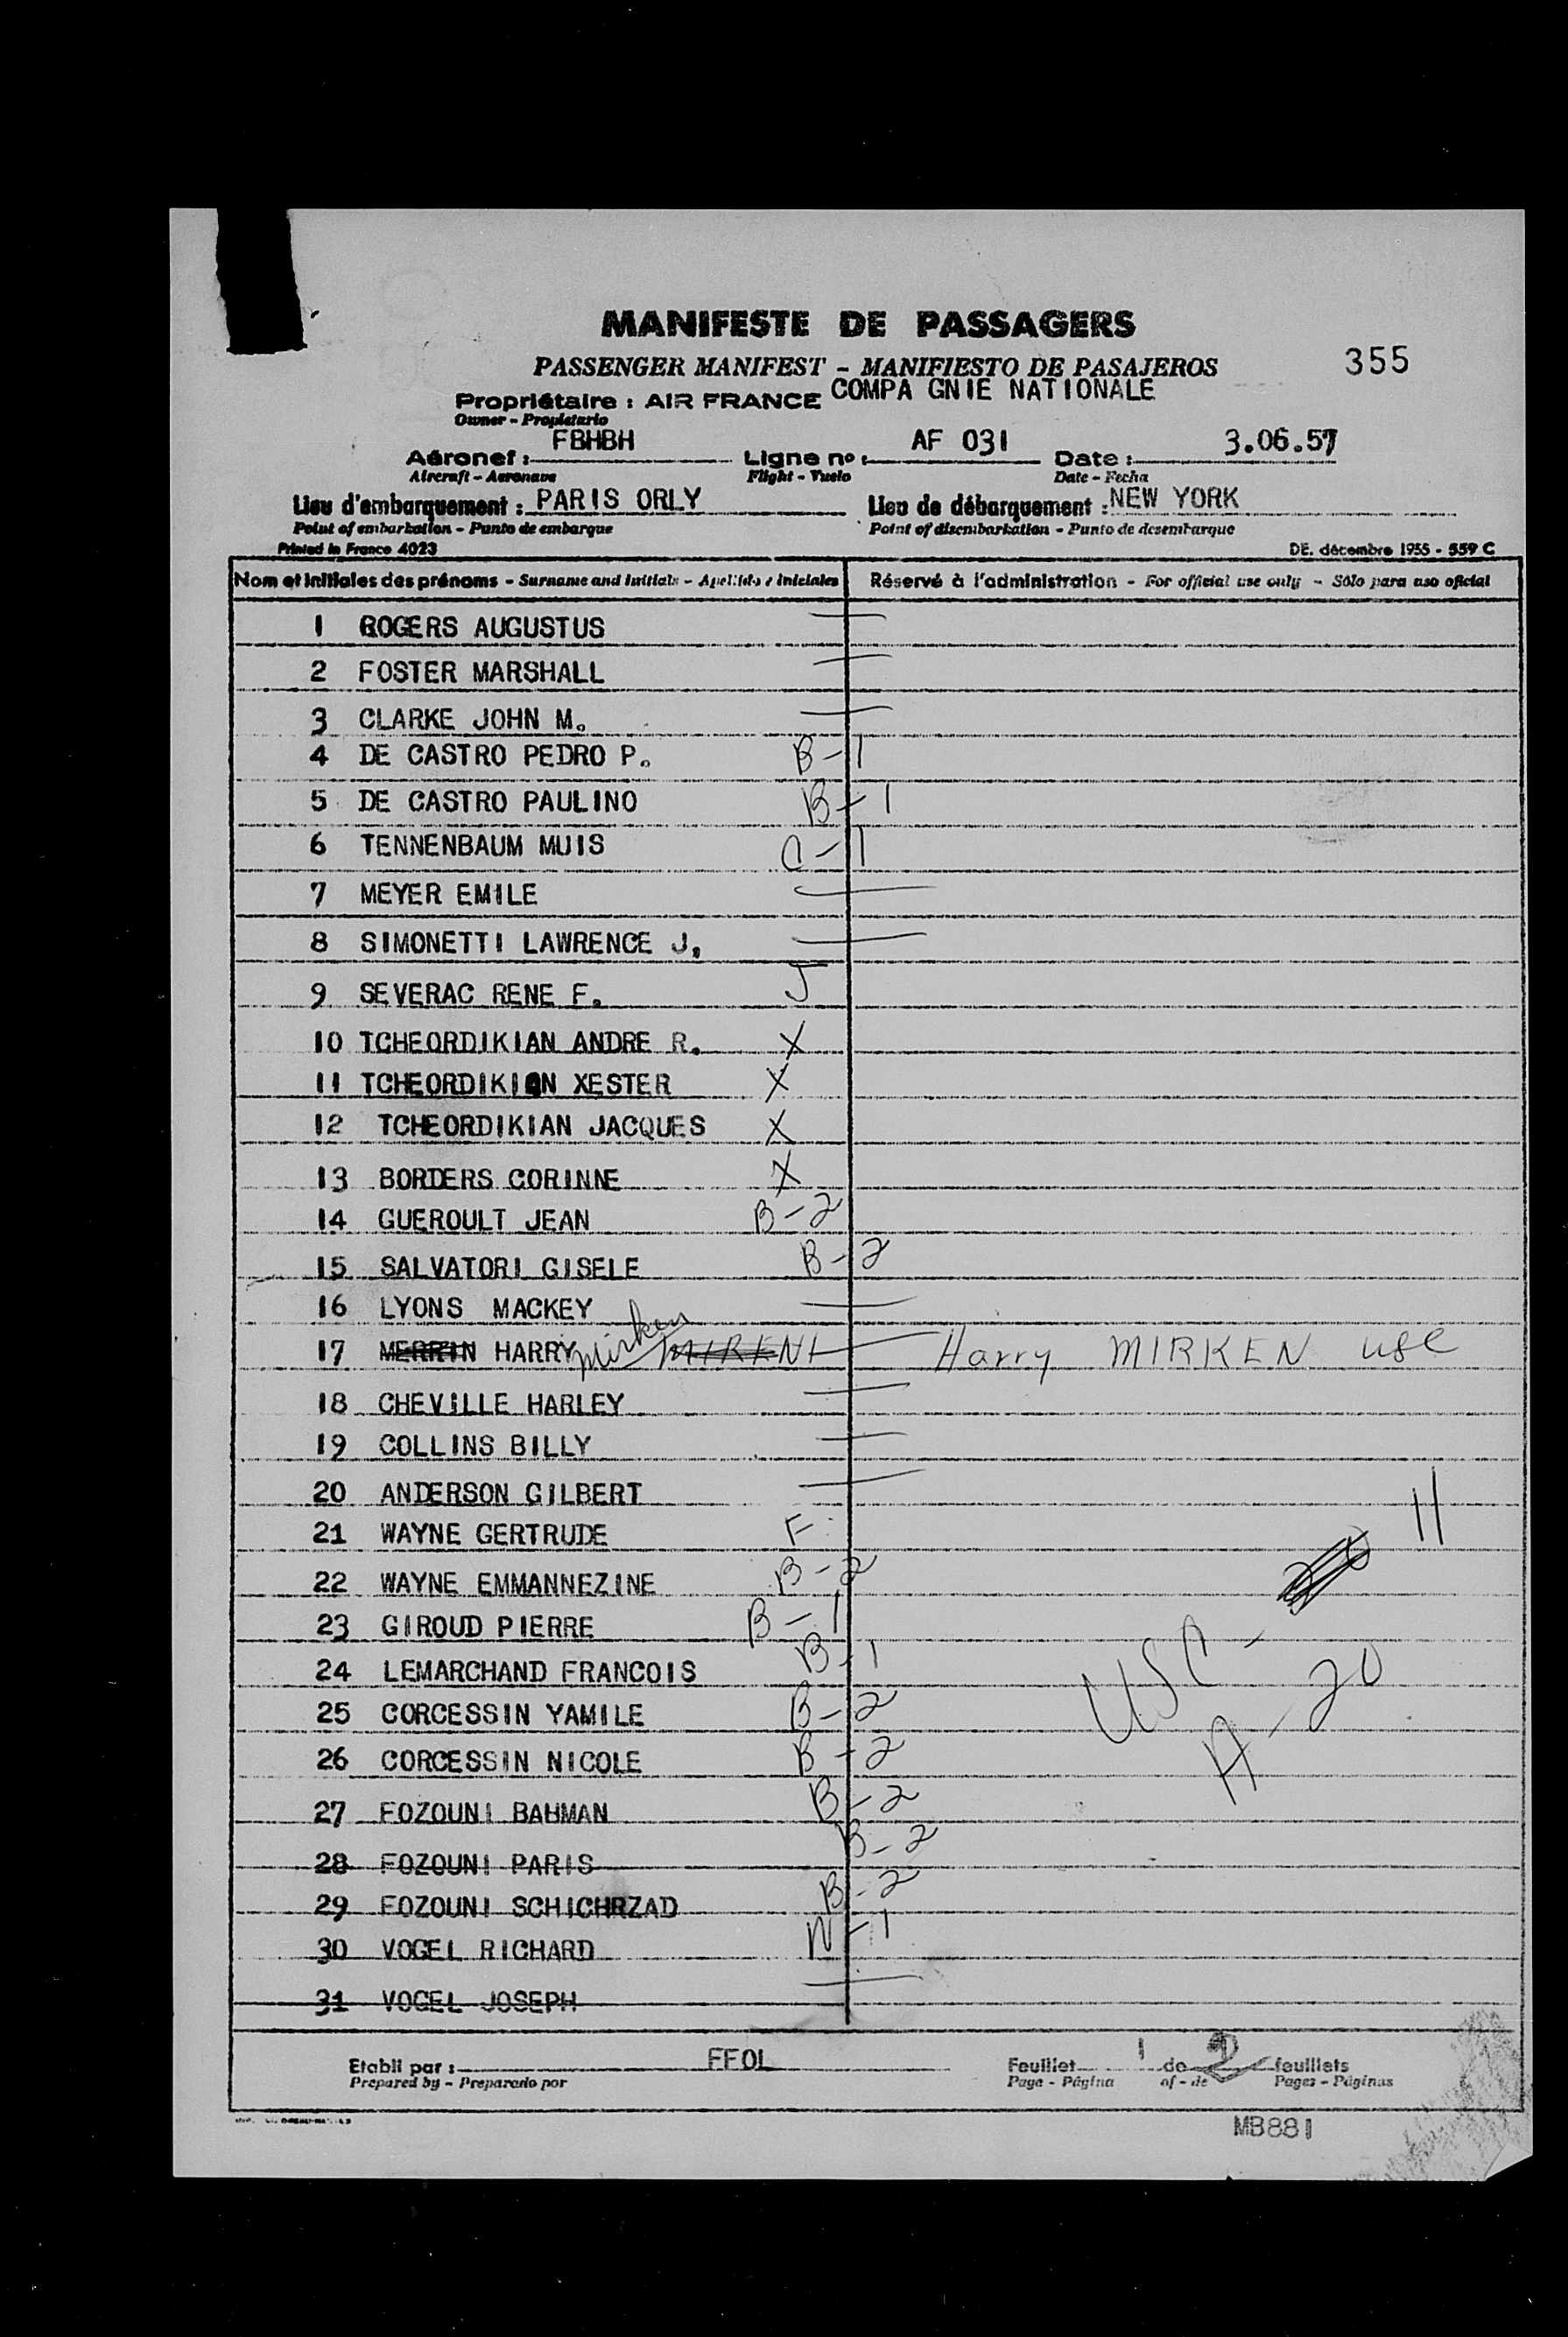 MANIFESTE DE PASSAGERS
PASSENGER MANIFEST - MANIFIESTO DE PASAJEROS 355
Propriétaire : AIR FRANCE COMPA GNIE NATIONALE
Owner - Propietario
Aéronef : FBHBH Ligne no : AF 031 Date : 3.06.57
Aircraft - Aeronave Flight - Vuelo Date - Fecha
Lieu d'embarquement : PARIS ORLY Lieu de débarquement : NEW YORK
Point of embarkation - Punto de embarque Point of disembarkation - Punto de desembarque
Printed in France 4023 DE. décembre 1955 - 559 C
Nom et initiales des prénoms - Surname and initials - Apellido e iniciales Réservé à l'administration - For official use only - Sólo para uso oficial
1 ROGERS AUGUSTUS —
2 FOSTER MARSHALL —
3 CLARKE JOHN M. —
4 DE CASTRO PEDRO P. B-1
5 DE CASTRO PAULINO B-1
6 TENNENBAUM MUIS C-1
7 MEYER EMILE —
8 SIMONETTI LAWRENCE J, —
9 SEVERAC RENE F. J
10 TCHEORDIKIAN ANDRE R. X
11 TCHEORDIKIAN XESTER X
12 TCHEORDIKIAN JACQUES X
13 BORDERS CORINNE X
14 GUEROULT JEAN B-2
15 SALVATORI GISELE B-2
16 LYONS MACKEY —
17 MERRIN HARRY Mirken MIRKEN — Harry MIRKEN usc
18 CHEVILLE HARLEY —
19 COLLINS BILLY —
20 ANDERSON GILBERT —
21 WAYNE GERTRUDE F
22 WAYNE EMMANNEZINE B-2
23 GIROUD PIERRE B-1
24 LEMARCHAND FRANCOIS B-1
25 CORCESSIN YAMILE B-2
26 CORCESSIN NICOLE B-2
27 FOZOUNI BAHMAN B-2
28 FOZOUNI PARIS B-2
29 FOZOUNI SCHICHRZAD B-2
30 VOGEL RICHARD N-1
31 VOGEL JOSEPH —
USC - 11
A - 20
Etabli par : FFOL Feuillet 1 de 2 feuillets
Prepared by - Preparado por Page - Página of - de Pages - Páginas
MB881